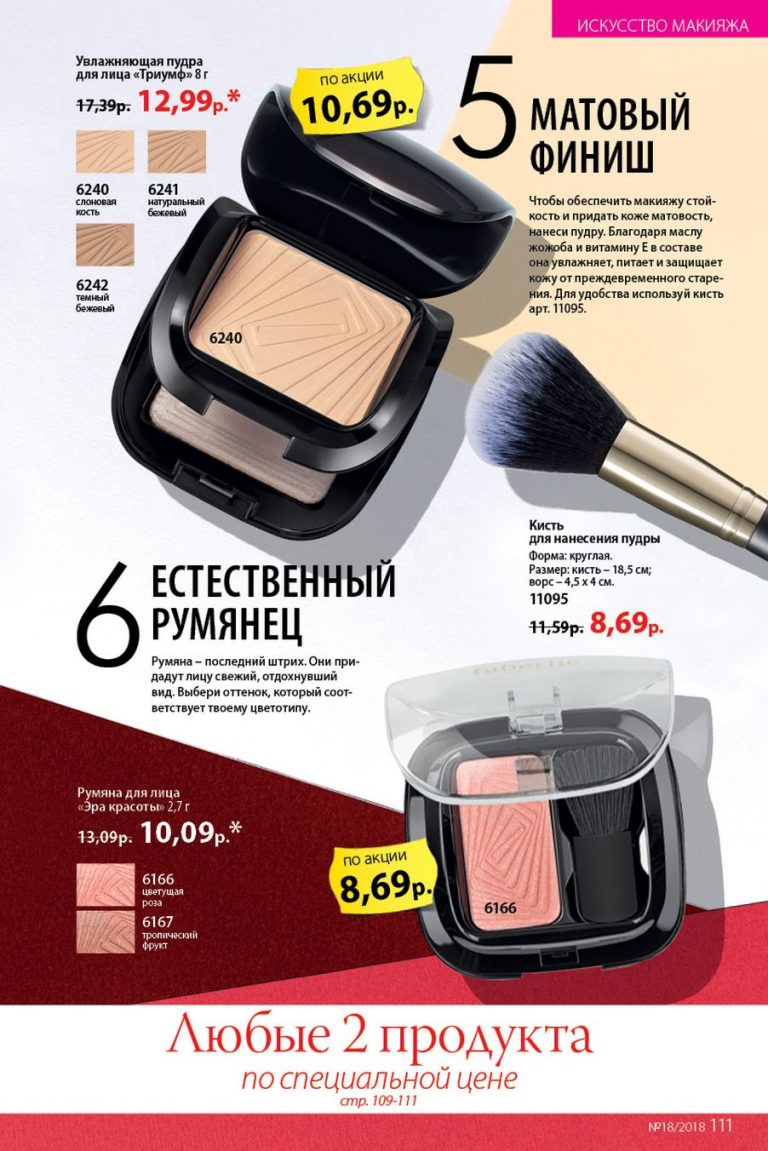 ИСКУССТВО МАКИЯЖА
Увлажняющая пудра
для лица «Триумф» 8 г
17,39р. 12,99р.*
по акции
10,69р.
6240
слоновая
кость
6241
натуральный
бежевый
6242
темный
бежевый
6240
5 МАТОВЫЙ
ФИНИШ
Чтобы обеспечить макияжу стой-
кость и придать коже матовость,
нанеси пудру. Благодаря маслу
жожоба и витамину Е в составе
она увлажняет, питает и защищает
кожу от преждевременного старе-
ния. Для удобства используй кисть
арт. 11095.
Кисть
для нанесения пудры
Форма: круглая.
Размер: кисть – 18,5 см;
ворс – 4,5 х 4 см.
11095
11,59р. 8,69р.
6 ЕСТЕСТВЕННЫЙ
РУМЯНЕЦ
Румяна – последний штрих. Они при-
дадут лицу свежий, отдохнувший
вид. Выбери оттенок, который соот-
ветствует твоему цветотипу.
faberlic
Румяна для лица
«Эра красоты» 2,7 г
13,09р. 10,09р.*
6166
цветущая
роза
6167
тропический
фрукт
по акции
8,69р.
6166
Любые 2 продукта
по специальной цене
стр. 109-111
№18/2018 111